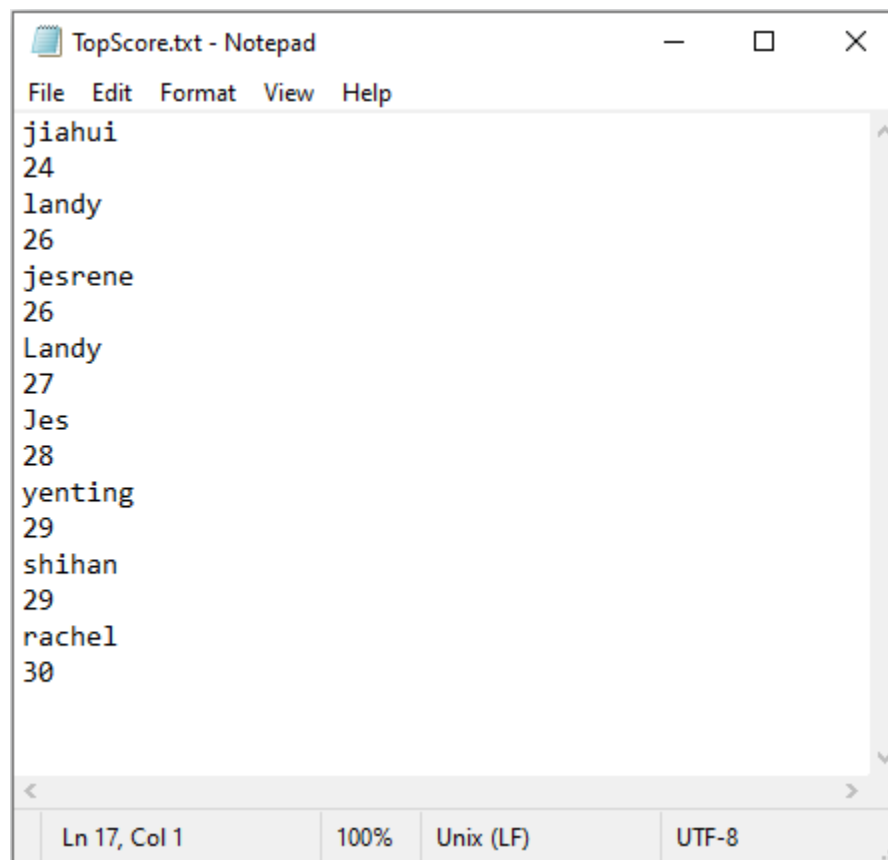 TopScore.txt - Notepad
File Edit Format View Help
jiahui
24
landy
26
jesrene
26
Landy
27
Jes
28
yenting
29
shihan
29
rachel
30
Ln 17, Col 1 100% Unix (LF) UTF-8